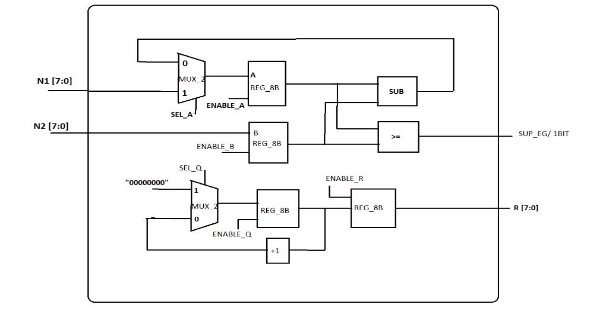 0
N1 [7:0]
MUX_2
A
REG_8B
SUB
1
ENABLE_A
SEL_A
N2 [7:0]
B
>=
SUP_EG/ 1BIT
ENABLE_B
REG_8B
SEL_Q
ENABLE_R
"00000000"
1
MUX_2
REG_8B
REG_8B
R [7:0]
0
ENABLE_Q
+1